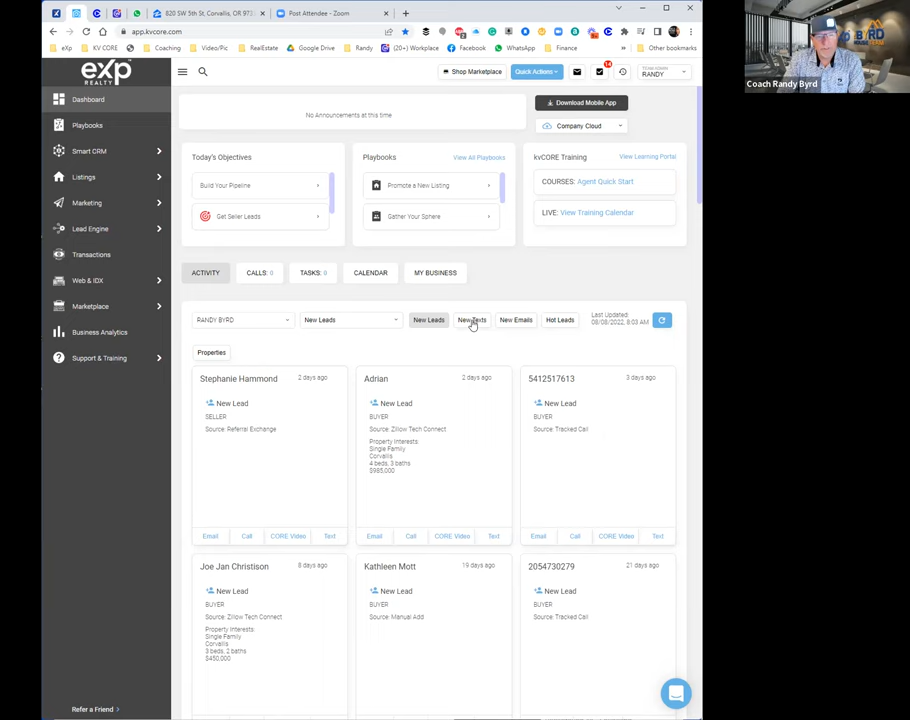 820 SW 5th St, Corvallis, OR 973
Post Attendee - Zoom
app.kvcore.com
eXp
KV CORE
Coaching
Video/Pic
RealEstate
Google Drive
Randy
(20+) Workplace
Facebook
WhatsApp
Finance
Other bookmarks
Coach Randy Byrd
exp
REALTY
Shop Marketplace
Quick Actions
14
TEAM ADMIN
RANDY
Dashboard
Playbooks
Smart CRM
Listings
Marketing
Lead Engine
Transactions
Web & IDX
Marketplace
Business Analytics
Support & Training
Refer a Friend
No Announcements at this time
Download Mobile App
Company Cloud
Today's Objectives
Build Your Pipeline
Get Seller Leads
Playbooks
View All Playbooks
Promote a New Listing
Gather Your Sphere
kvCORE Training
View Learning Portal
COURSES: Agent Quick Start
LIVE: View Training Calendar
ACTIVITY
CALLS: 0
TASKS: 0
CALENDAR
MY BUSINESS
RANDY BYRD
New Leads
New Leads
New Texts
New Emails
Hot Leads
Last Updated:
08/08/2022, 8:03 AM
Properties
Stephanie Hammond
2 days ago
New Lead
SELLER
Source: Referral Exchange
Email
Call
CORE Video
Text
Adrian
2 days ago
New Lead
BUYER
Source: Zillow Tech Connect
Property Interests:
Single Family
Corvallis
4 beds, 3 baths
$985,000
Email
Call
CORE Video
Text
5412517613
3 days ago
New Lead
BUYER
Source: Tracked Call
Email
Call
CORE Video
Text
Joe Jan Christison
8 days ago
New Lead
BUYER
Source: Zillow Tech Connect
Property Interests:
Single Family
Corvallis
3 beds, 2 baths
$450,000
Kathleen Mott
19 days ago
New Lead
BUYER
Source: Manual Add
2054730279
21 days ago
New Lead
BUYER
Source: Tracked Call